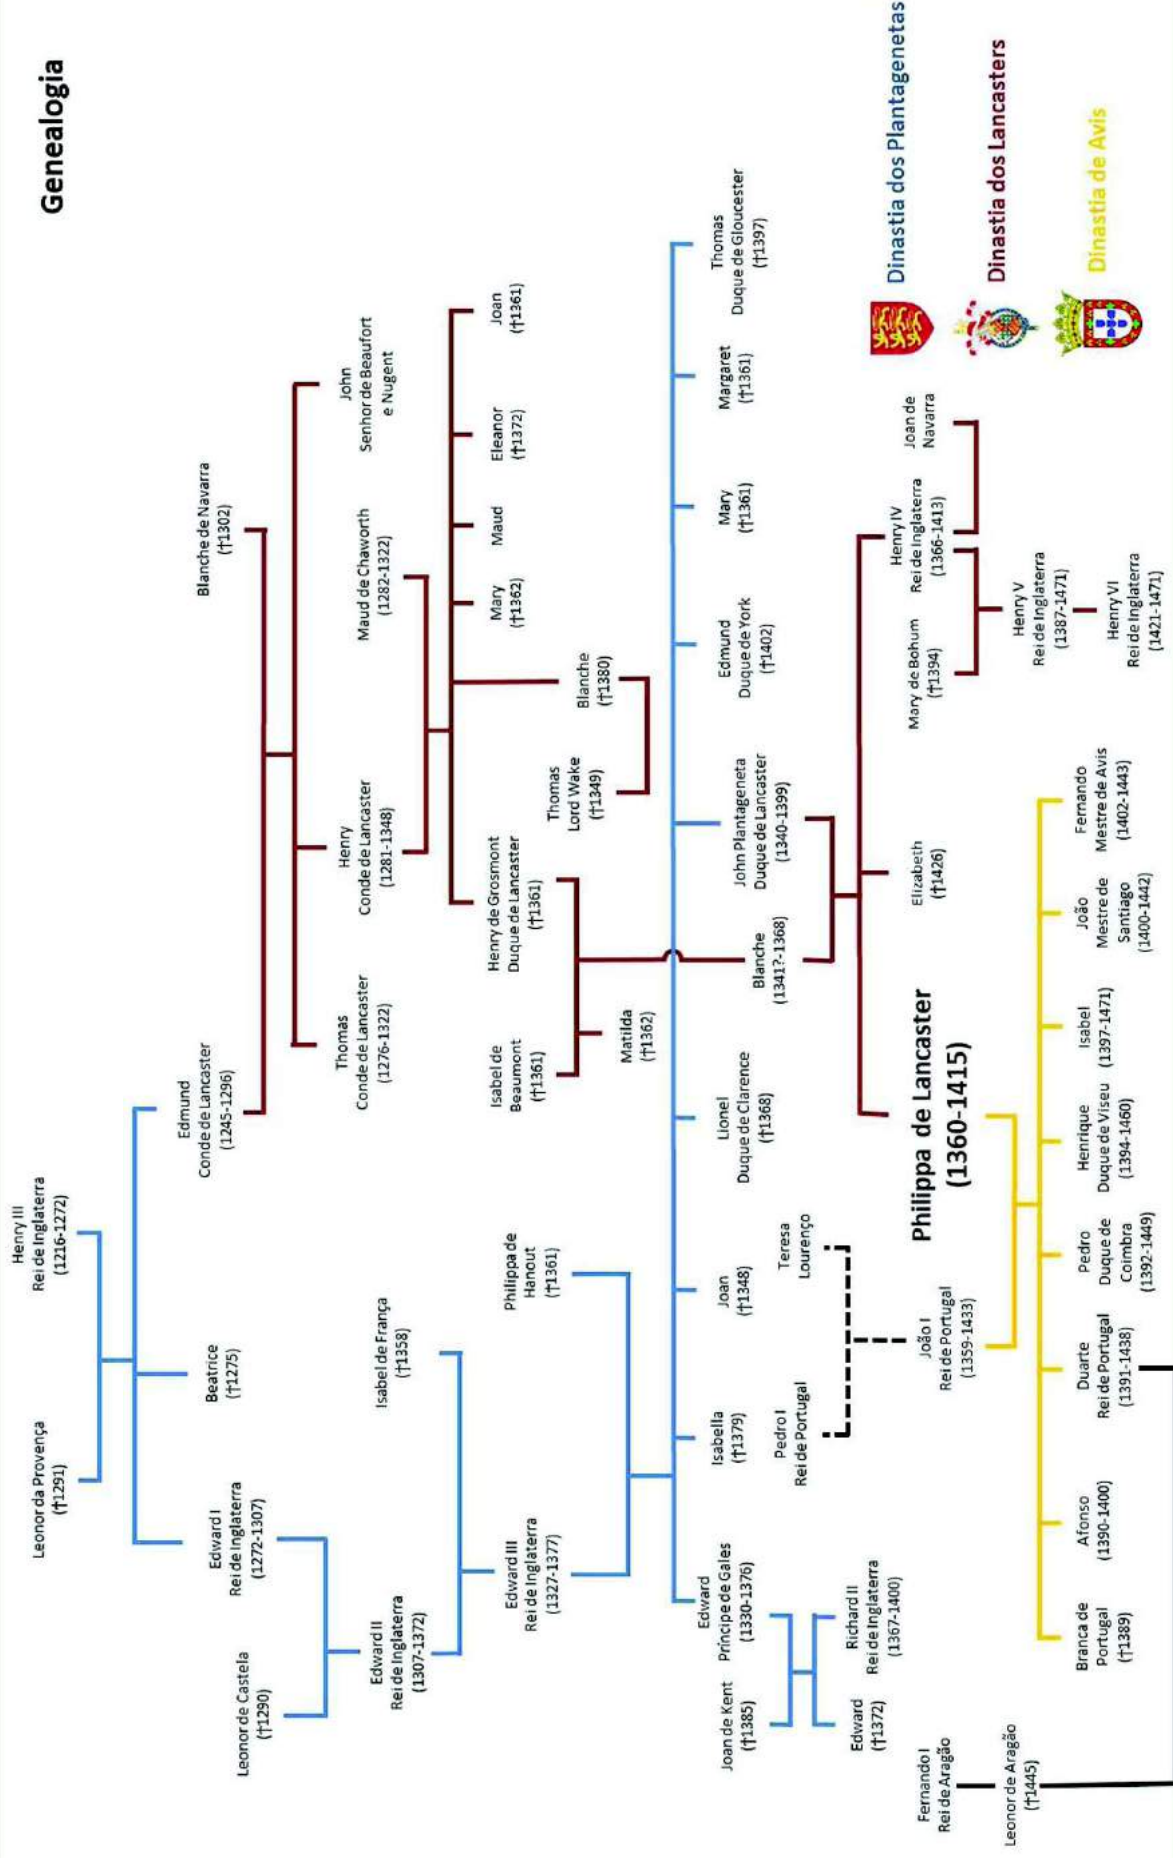 Genealogia
Leonor da Provença
(†1291)
Henry III
Rei de Inglaterra
(1216-1272)
Leonor de Castela
(†1290)
Edward I
Rei de Inglaterra
(1272-1307)
Beatrice
(†1275)
Edmund
Conde de Lancaster
(1245-1296)
Blanche de Navarra
(†1302)
Edward II
Rei de Inglaterra
(1307-1372)
Isabel de França
(†1358)
Thomas
Conde de Lancaster
(1276-1322)
Henry
Conde de Lancaster
(1281-1348)
Maud de Chaworth
(1282-1322)
John
Senhor de Beaufort
e Nugent
Edward III
Rei de Inglaterra
(1327-1377)
Philippa de
Hanout
(†1361)
Isabel de
Beaumont
(†1361)
Henry de Grosmont
Duque de Lancaster
(†1361)
Thomas
Lord Wake
(†1349)
Blanche
(†1380)
Mary
(†1362)
Maud
Eleanor
(†1372)
Joan
(†1361)
Matilda
(†1362)
Joan de Kent
(†1385)
Edward
Príncipe de Gales
(1330-1376)
Isabella
(†1379)
Joan
(†1348)
Lionel
Duque de Clarence
(†1368)
Blanche
(1341?-1368)
John Plantageneta
Duque de Lancaster
(1340-1399)
Edmund
Duque de York
(†1402)
Mary
(†1361)
Margaret
(†1361)
Thomas
Duque de Gloucester
(†1397)
Pedro I
Rei de Portugal
Teresa
Lourenço
Edward
(†1372)
Richard II
Rei de Inglaterra
(1367-1400)
Fernando I
Rei de Aragão
João I
Rei de Portugal
(1359-1433)
Philippa de Lancaster
(1360-1415)
Elizabeth
(†1426)
Mary de Bohum
(†1394)
Henry IV
Rei de Inglaterra
(1366-1413)
Joan de
Navarra
Dinastia dos Plantagenetas
Dinastia dos Lancasters
Dinastia de Avis
Leonor de Aragão
(†1445)
Henry V
Rei de Inglaterra
(1387-1471)
Branca de
Portugal
(†1389)
Afonso
(1390-1400)
Duarte
Rei de Portugal
(1391-1438)
Pedro
Duque de
Coimbra
(1392-1449)
Henrique
Duque de Viseu
(1394-1460)
Isabel
(1397-1471)
João
Mestre de
Santiago
(1400-1442)
Fernando
Mestre de Avis
(1402-1443)
Henry VI
Rei de Inglaterra
(1421-1471)